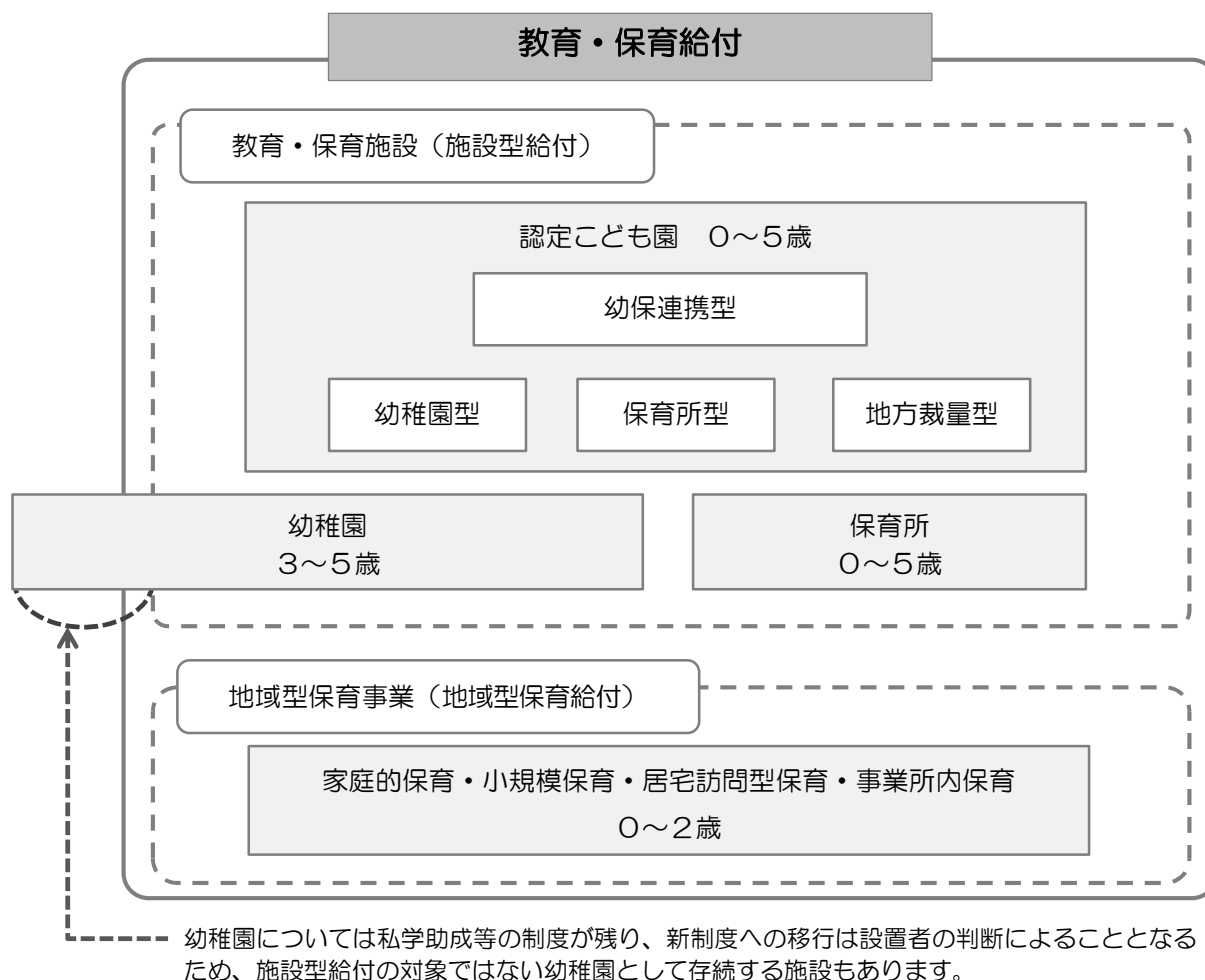 教育・保育給付
教育・保育施設（施設型給付）
認定こども園　０～５歳
幼保連携型
幼稚園型
保育所型
地方裁量型
幼稚園
３～５歳
保育所
０～５歳
地域型保育事業（地域型保育給付）
家庭的保育・小規模保育・居宅訪問型保育・事業所内保育
０～２歳
幼稚園については私学助成等の制度が残り、新制度への移行は設置者の判断によることとなる
ため、施設型給付の対象ではない幼稚園として存続する施設もあります。